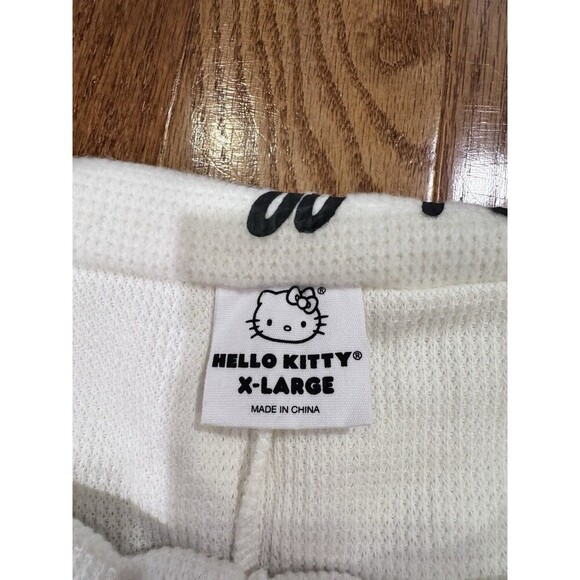 ®
HELLO KITTY®
X-LARGE
MADE IN CHINA